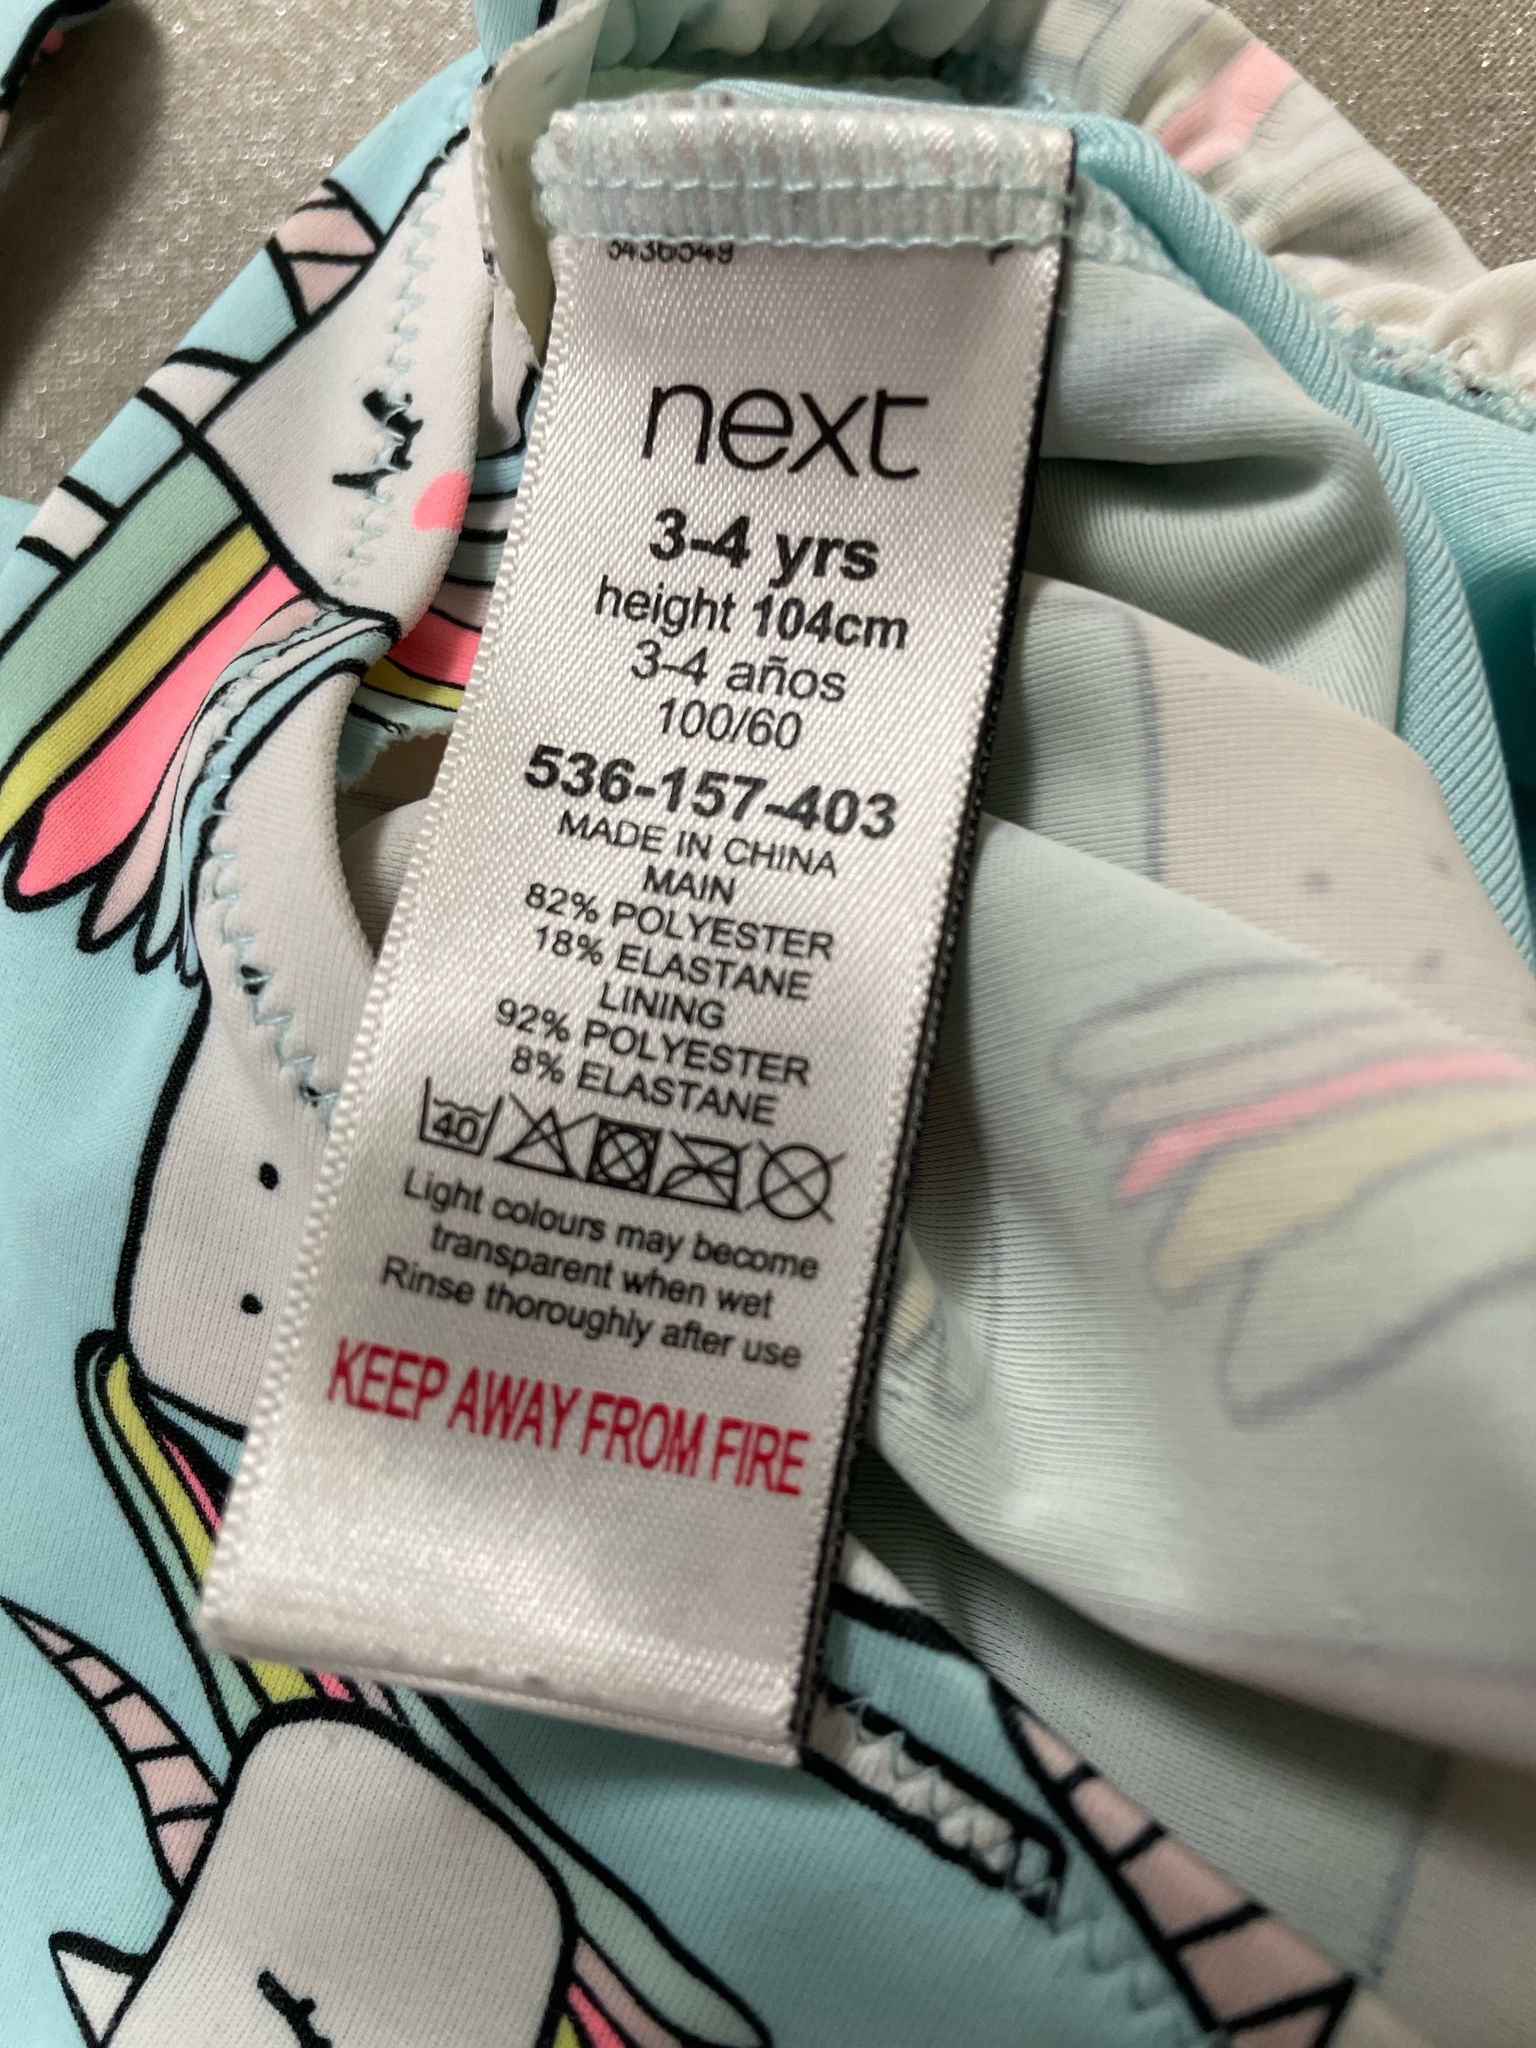 5436549
next
3-4 yrs
height 104cm
3-4 años
100/60
536-157-403
MADE IN CHINA
MAIN
82% POLYESTER
18% ELASTANE
LINING
92% POLYESTER
8% ELASTANE
40
Light colours may become
transparent when wet
Rinse thoroughly after use
KEEP AWAY FROM FIRE